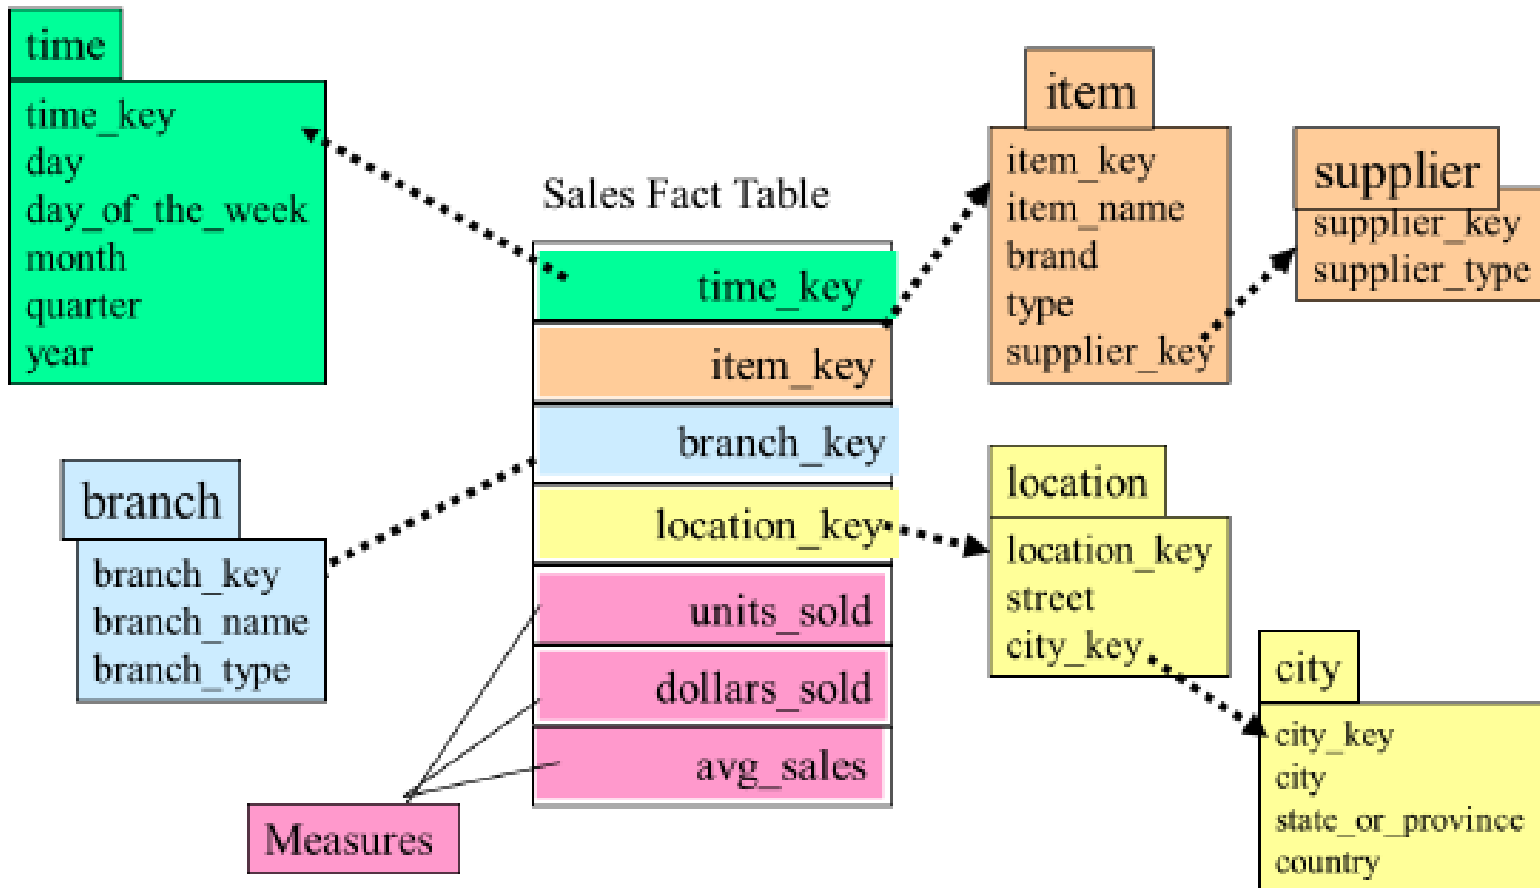 time
time_key
day
day_of_the_week
month
quarter
year
Sales Fact Table
time_key
item_key
branch_key
location_key
units_sold
dollars_sold
avg_sales
Measures
branch
branch_key
branch_name
branch_type
item
item_key
item_name
brand
type
supplier_key
supplier
supplier_key
supplier_type
location
location_key
street
city_key
city
city_key
city
state_or_province
country